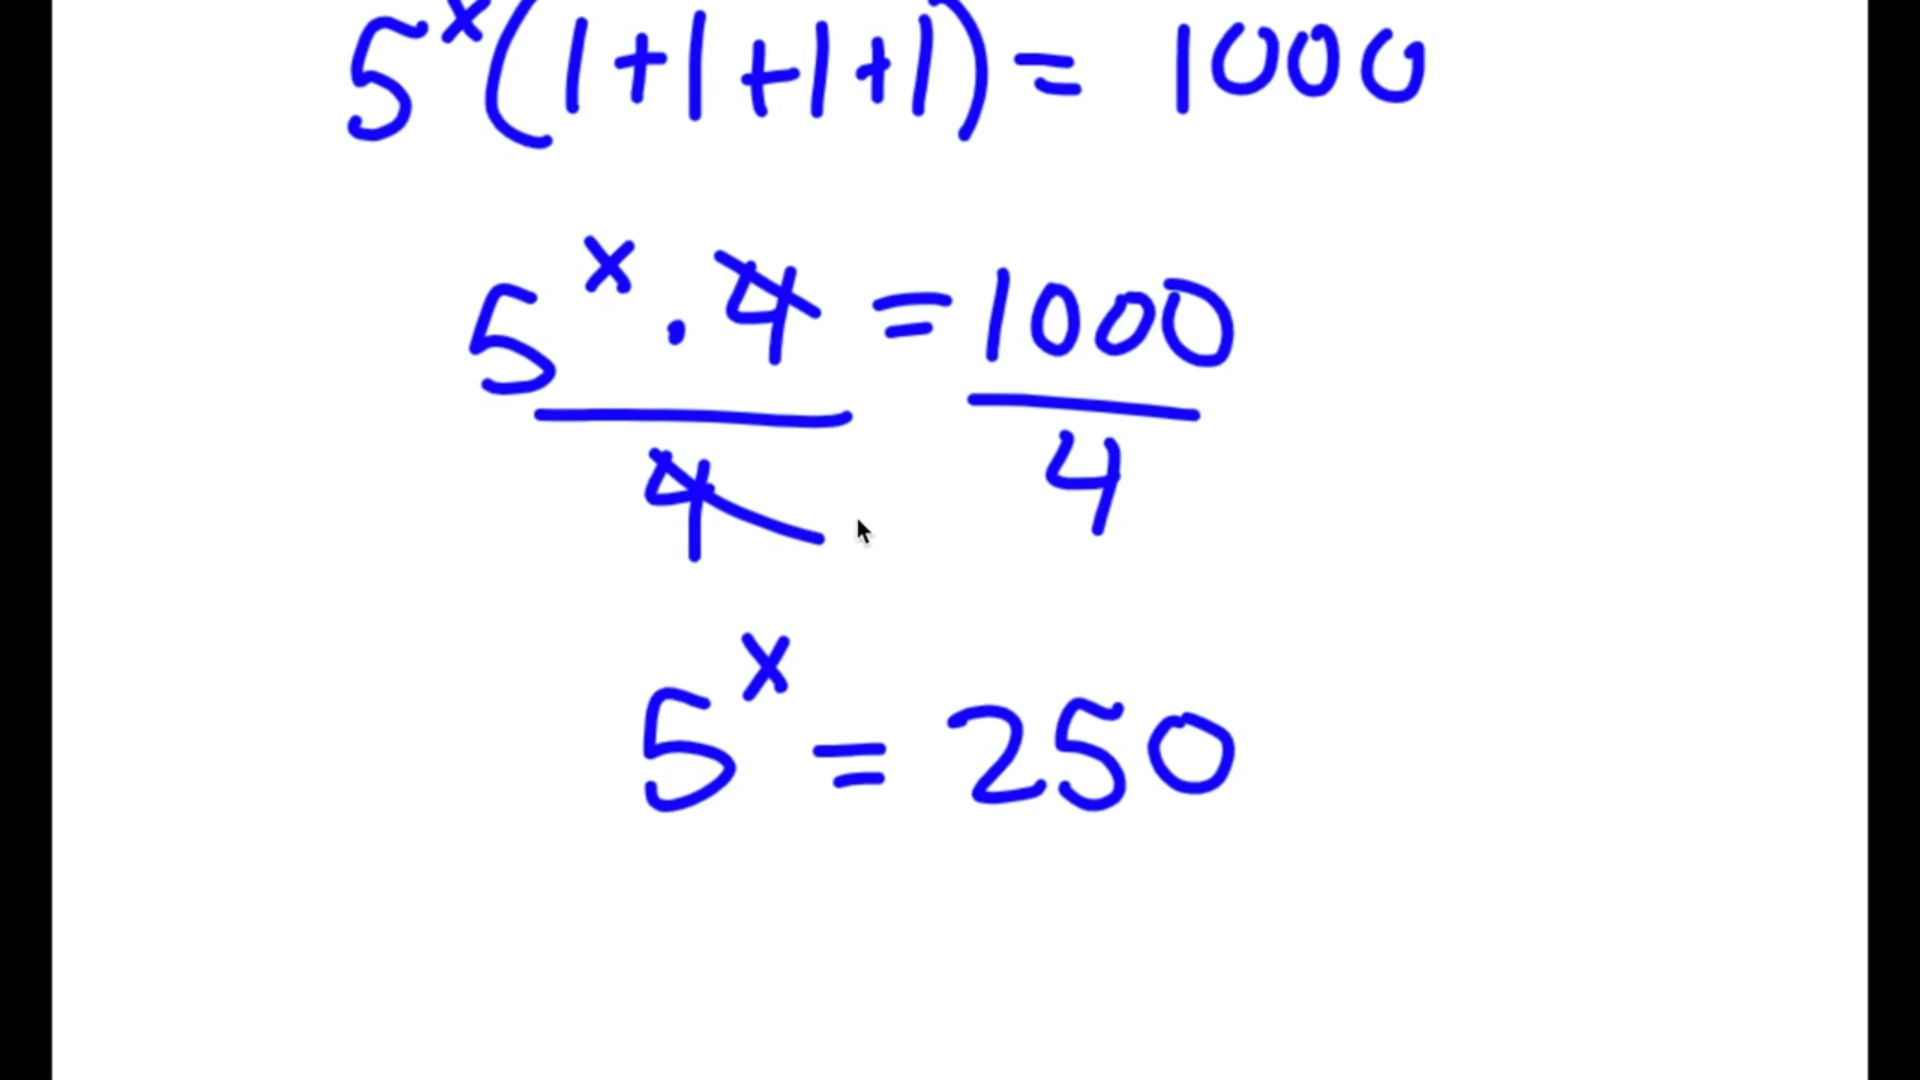 5^x(1+1+1+1) = 1000
5^x · 4 = 1000
4 4
5^x = 250